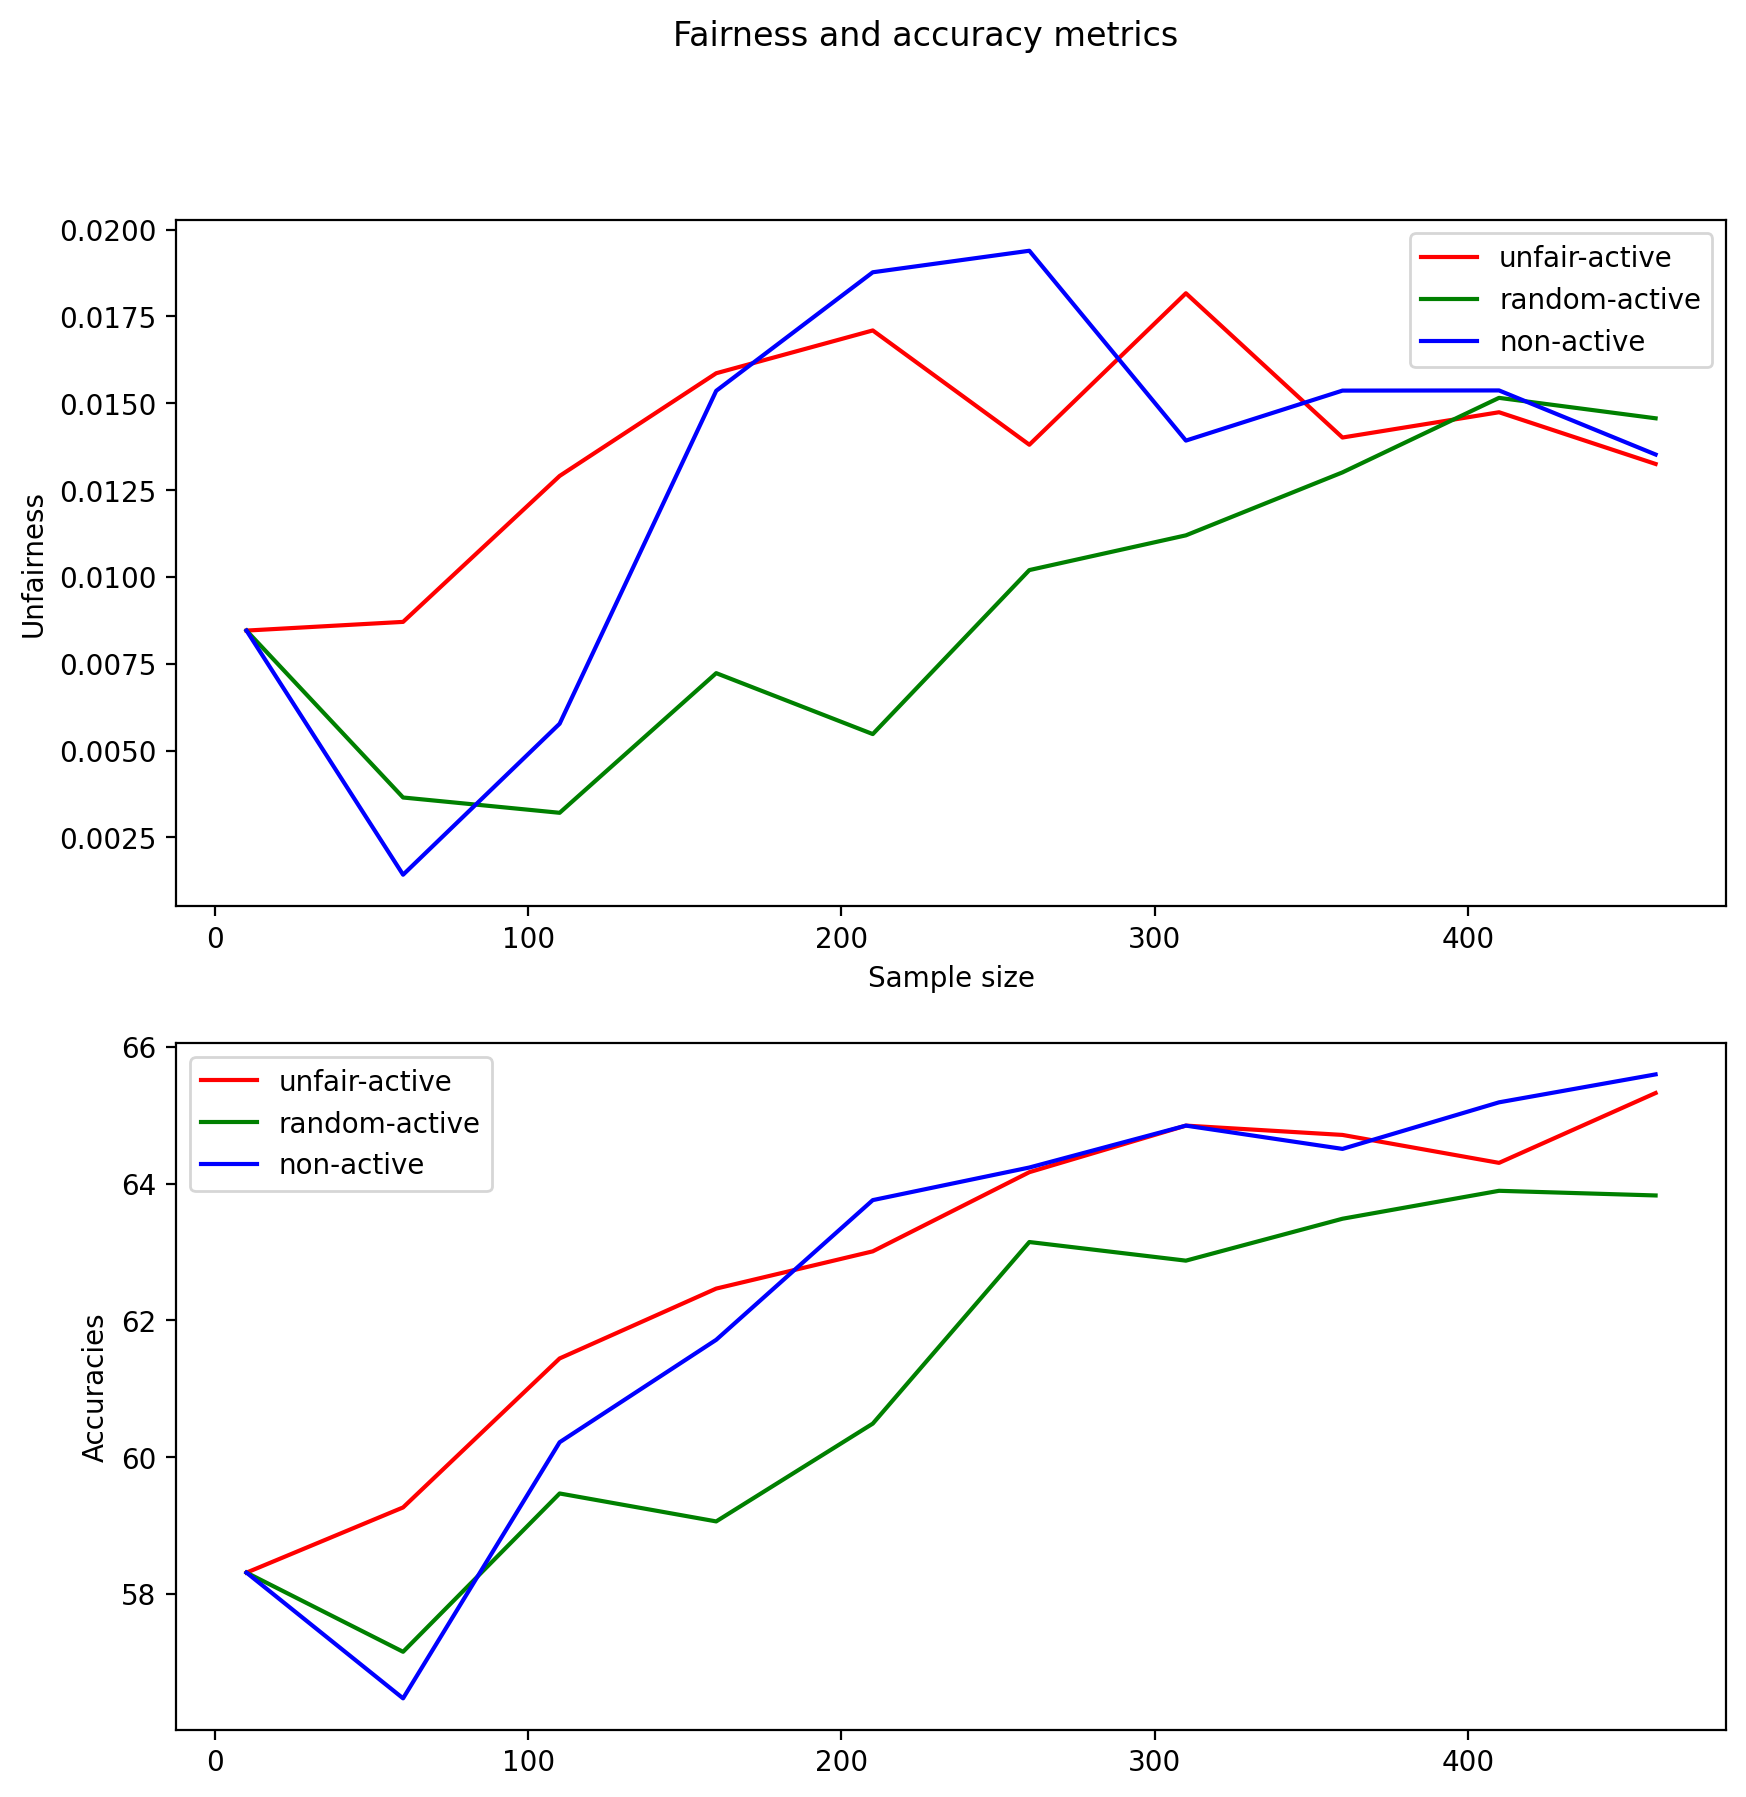 Fairness and accuracy metrics
0.0200
0.0175
0.0150
0.0125
0.0100
0.0075
0.0050
0.0025
Unfairness
unfair-active
random-active
non-active
0 100 200 300 400
Sample size
66
64
62
60
58
Accuracies
unfair-active
random-active
non-active
0 100 200 300 400